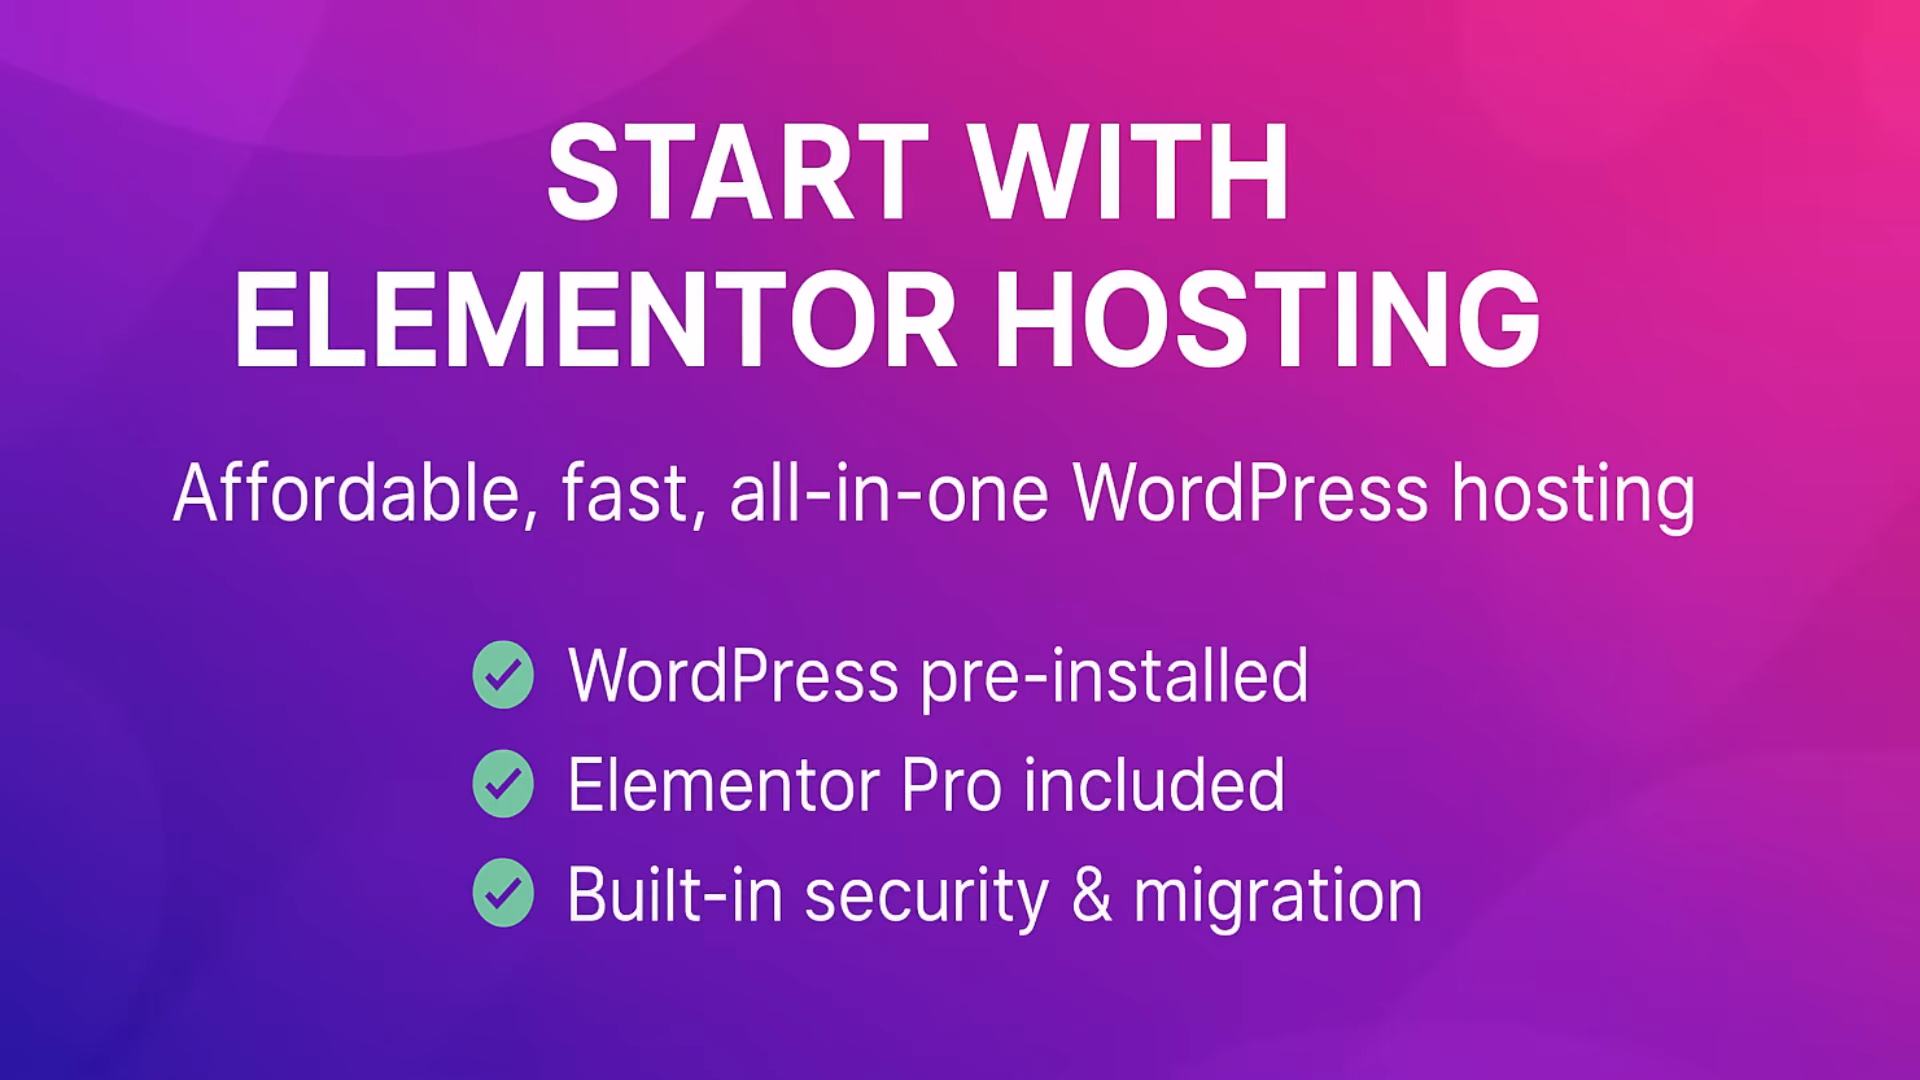 START WITH
ELEMENTOR HOSTING
Affordable, fast, all-in-one WordPress hosting
WordPress pre-installed
Elementor Pro included
Built-in security & migration